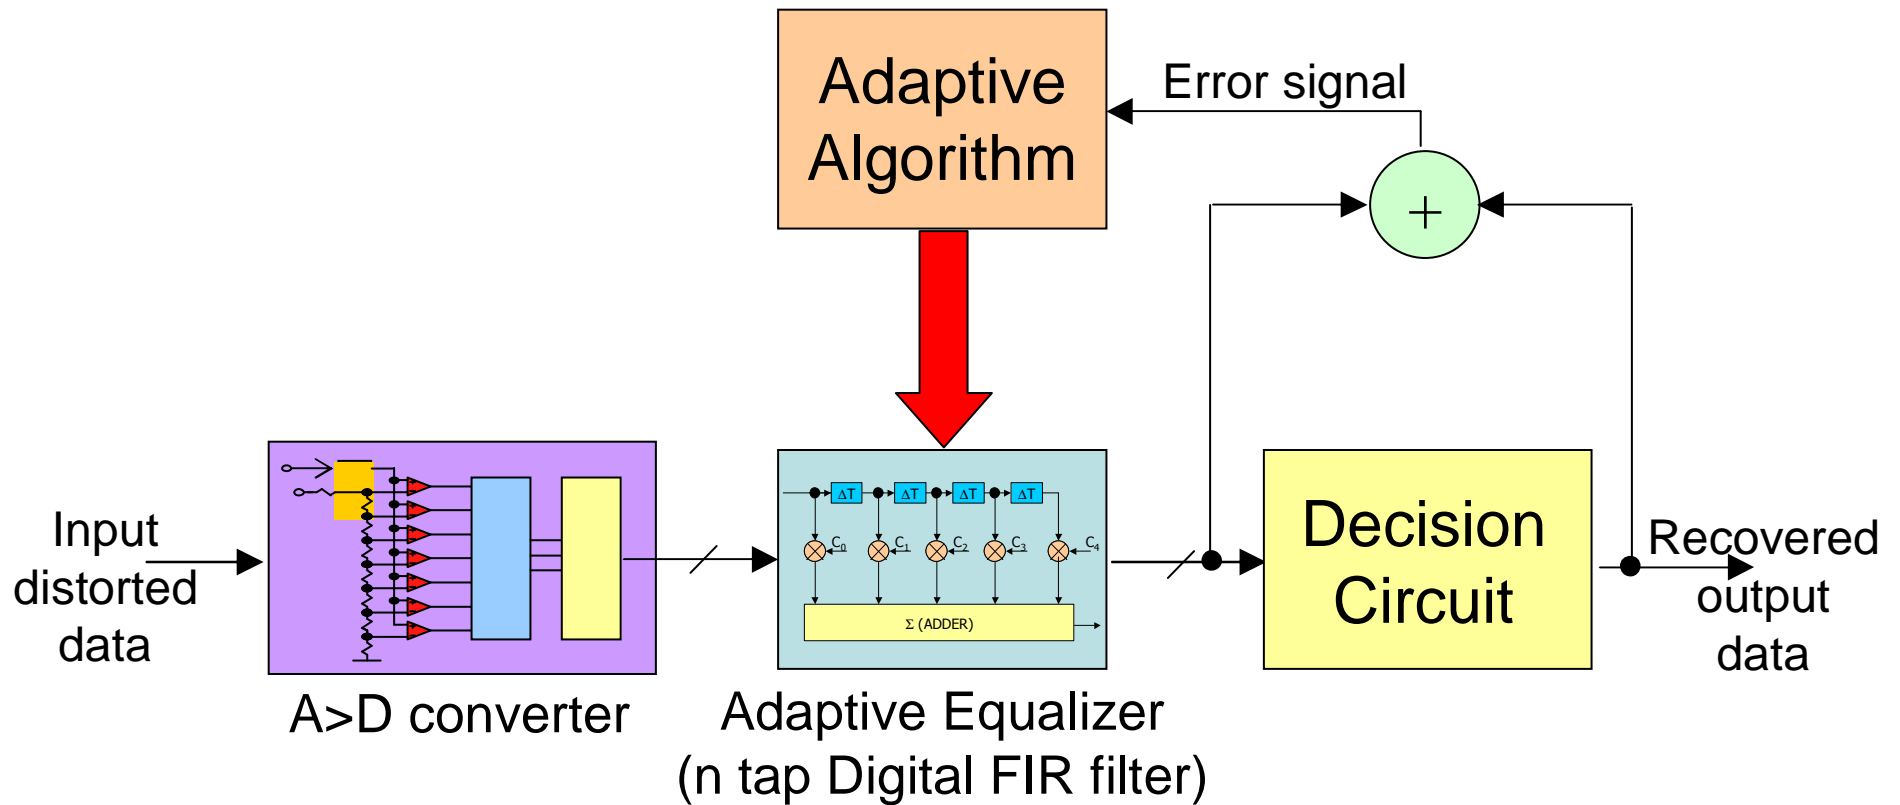 Adaptive
Algorithm
Error signal
+
Input
distorted
data
A>D converter
ΔT ΔT ΔT ΔT
C0 C1 C2 C3 C4
Σ (ADDER)
Adaptive Equalizer
(n tap Digital FIR filter)
Decision
Circuit
Recovered
output
data